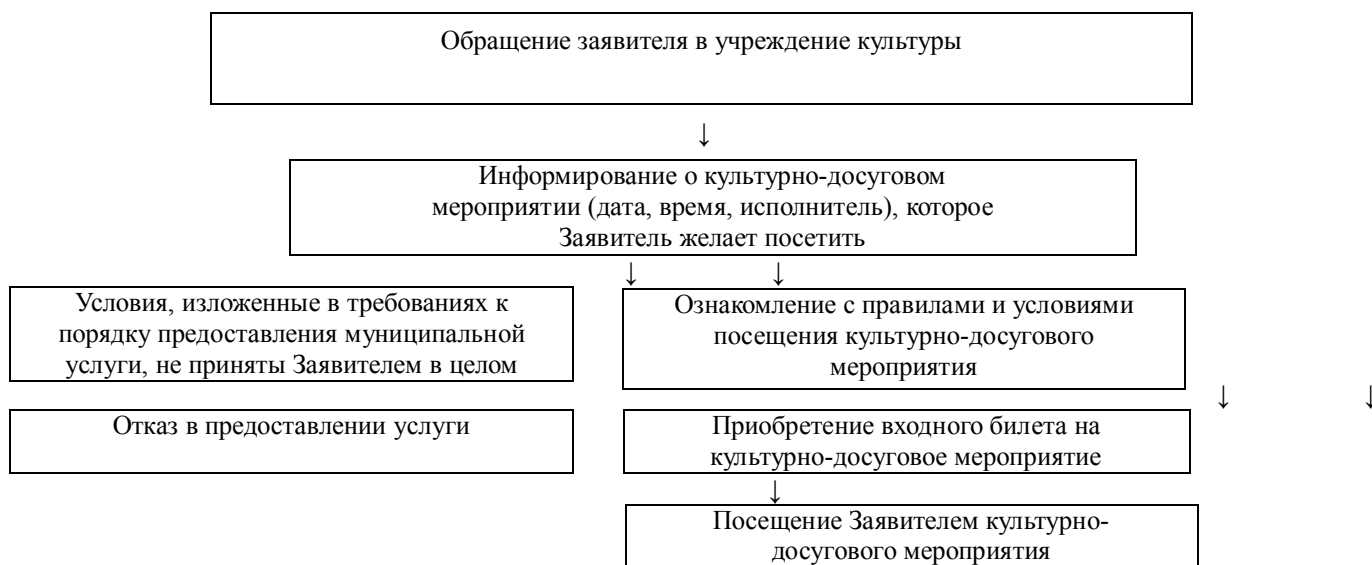 Обращение заявителя в учреждение культуры
↓
Информирование о культурно-досуговом
мероприятии (дата, время, исполнитель), которое
Заявитель желает посетить
↓ ↓
Условия, изложенные в требованиях к
порядку предоставления муниципальной
услуги, не приняты Заявителем в целом
Ознакомление с правилами и условиями
посещения культурно-досугового
мероприятия
↓ ↓
Отказ в предоставлении услуги
Приобретение входного билета на
культурно-досуговое мероприятие
↓
Посещение Заявителем культурно-
досугового мероприятия